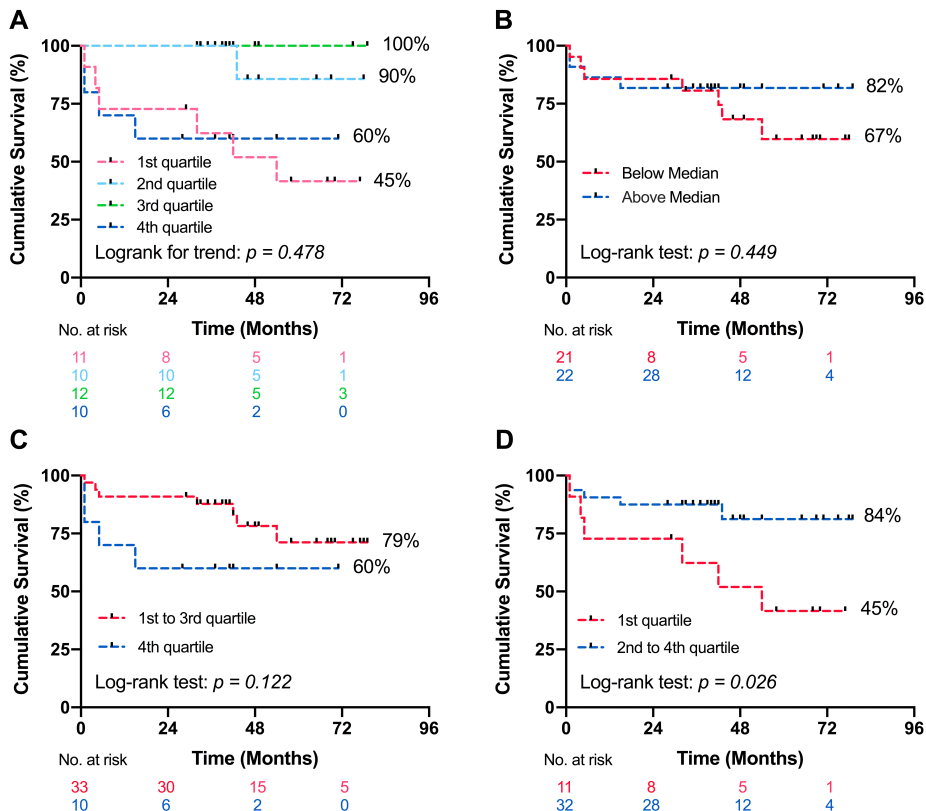 A
Cumulative Survival (%)
100
75
50
25
0
100%
90%
60%
45%
1st quartile
2nd quartile
3rd quartile
4th quartile
Logrank for trend: p = 0.478
0 24 48 72 96
No. at risk Time (Months)
11 8 5 1
10 10 5 1
12 12 5 3
10 6 2 0
B
Cumulative Survival (%)
100
75
50
25
0
82%
67%
Below Median
Above Median
Log-rank test: p = 0.449
0 24 48 72 96
No. at risk Time (Months)
21 8 5 1
22 28 12 4
C
Cumulative Survival (%)
100
75
50
25
0
79%
60%
1st to 3rd quartile
4th quartile
Log-rank test: p = 0.122
0 24 48 72 96
No. at risk Time (Months)
33 30 15 5
10 6 2 0
D
Cumulative Survival (%)
100
75
50
25
0
84%
45%
1st quartile
2nd to 4th quartile
Log-rank test: p = 0.026
0 24 48 72 96
No. at risk Time (Months)
11 8 5 1
32 28 12 4